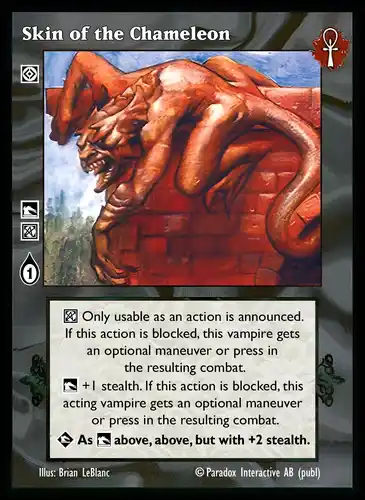 Skin of the Chameleon
1
Only usable as an action is announced.
If this action is blocked, this vampire gets
an optional maneuver or press in
the resulting combat.
+1 stealth. If this action is blocked, this
acting vampire gets an optional maneuver
or press in the resulting combat.
As above, above, but with +2 stealth.
Illus: Brian LeBlanc © Paradox Interactive AB (publ)